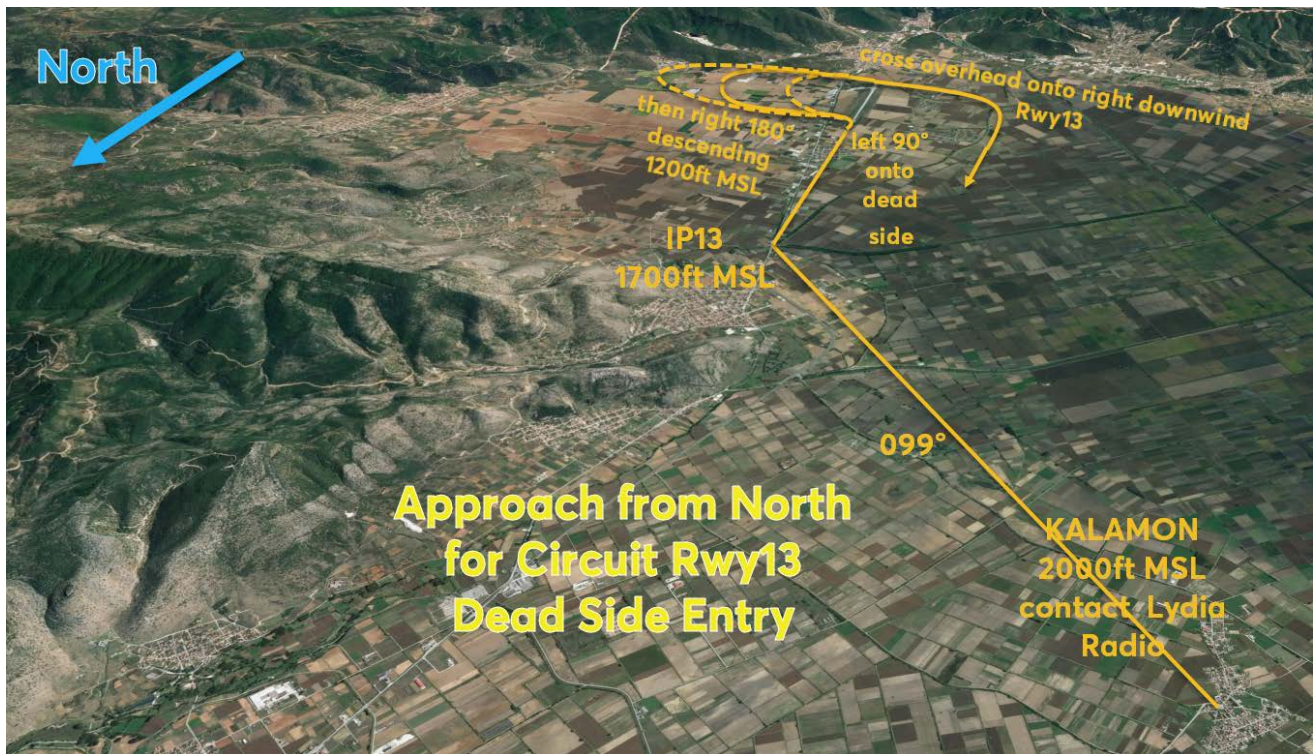 North
cross overhead onto right downwind
Rwy13
then right 180°
descending
1200ft MSL
left 90°
onto
dead
side
IP13
1700ft MSL
099°
Approach from North
for Circuit Rwy13
Dead Side Entry
KALAMON
2000ft MSL
contact Lydia
Radio